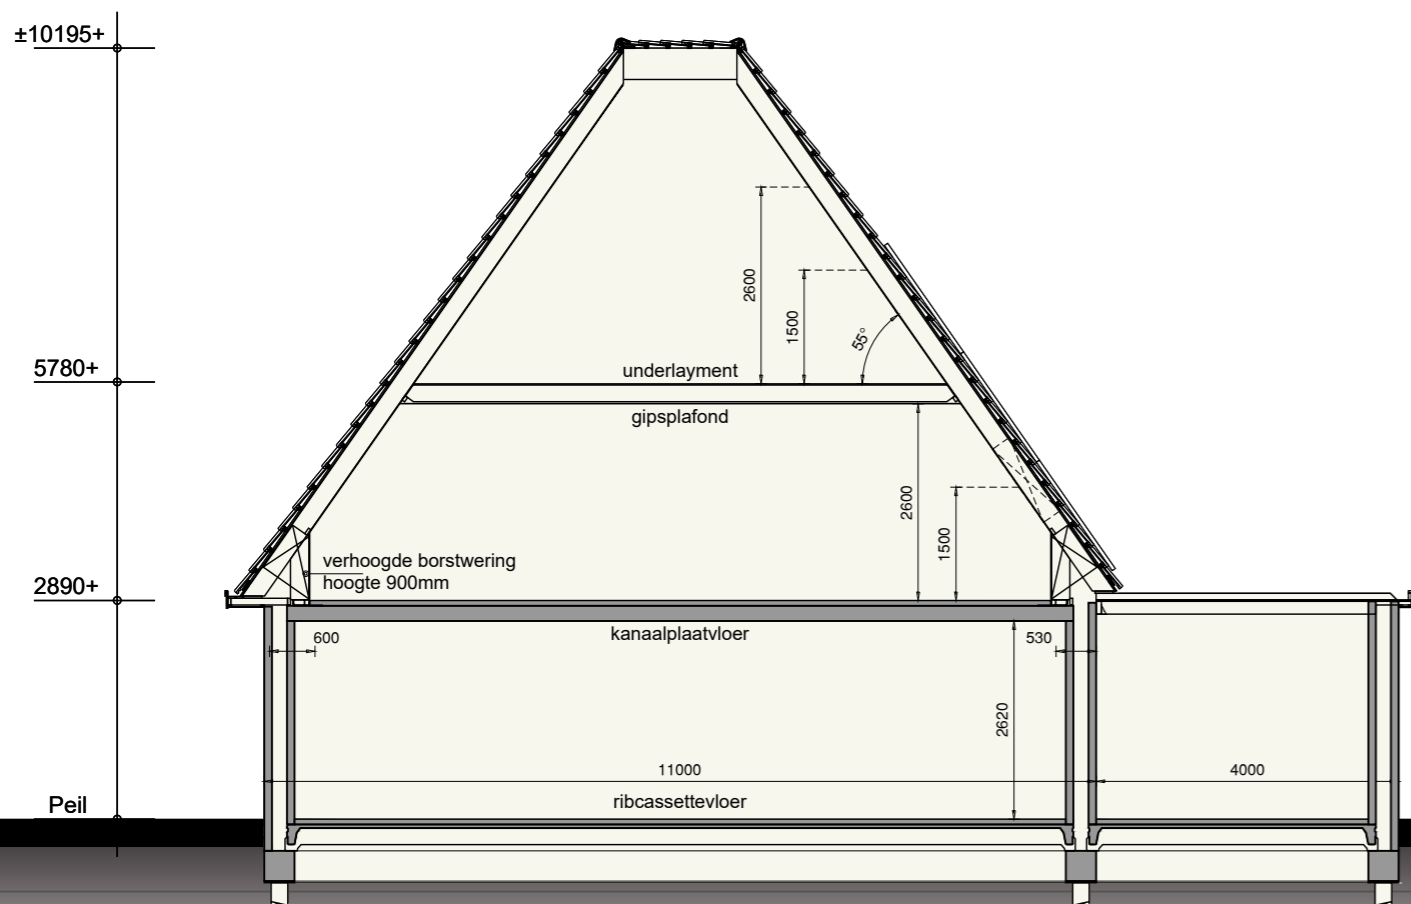 ±10195+
2600
1500
55°
5780+
underlayment
gipsplafond
2600
1500
verhoogde borstwering
hoogte 900mm
2890+
600
kanaalplaatvloer
530
2620
11000
4000
Peil
ribcassettevloer